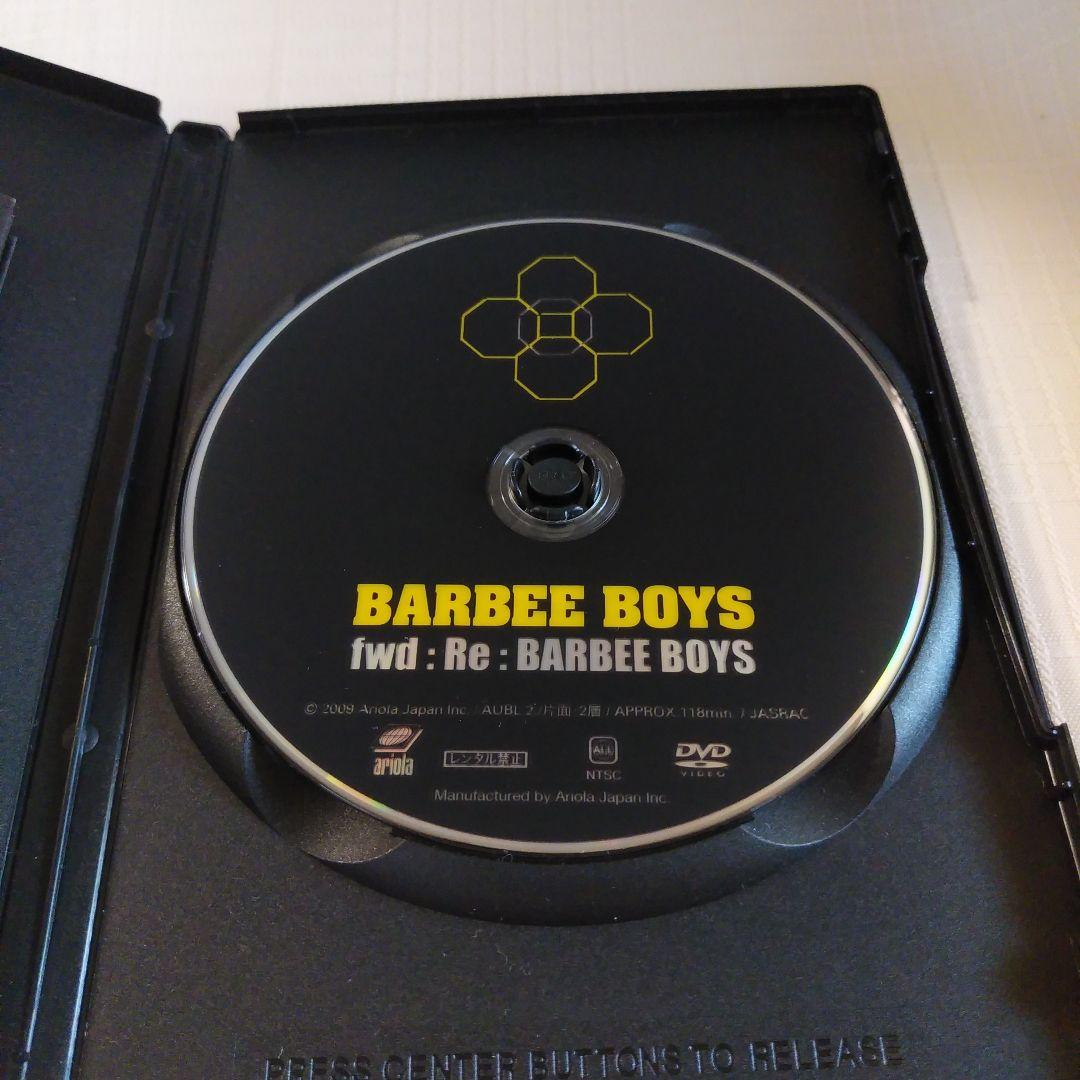 BARBEE BOYS
fwd : Re : BARBEE BOYS
© 2009 Ariola Japan Inc. / AUBL 2 /片面 2層 / APPROX.118min. / JASRAC
ariola
レンタル禁止
ALL
NTSC
DVD
VIDEO
Manufactured by Ariola Japan Inc.
PRESS CENTER BUTTONS TO RELEASE